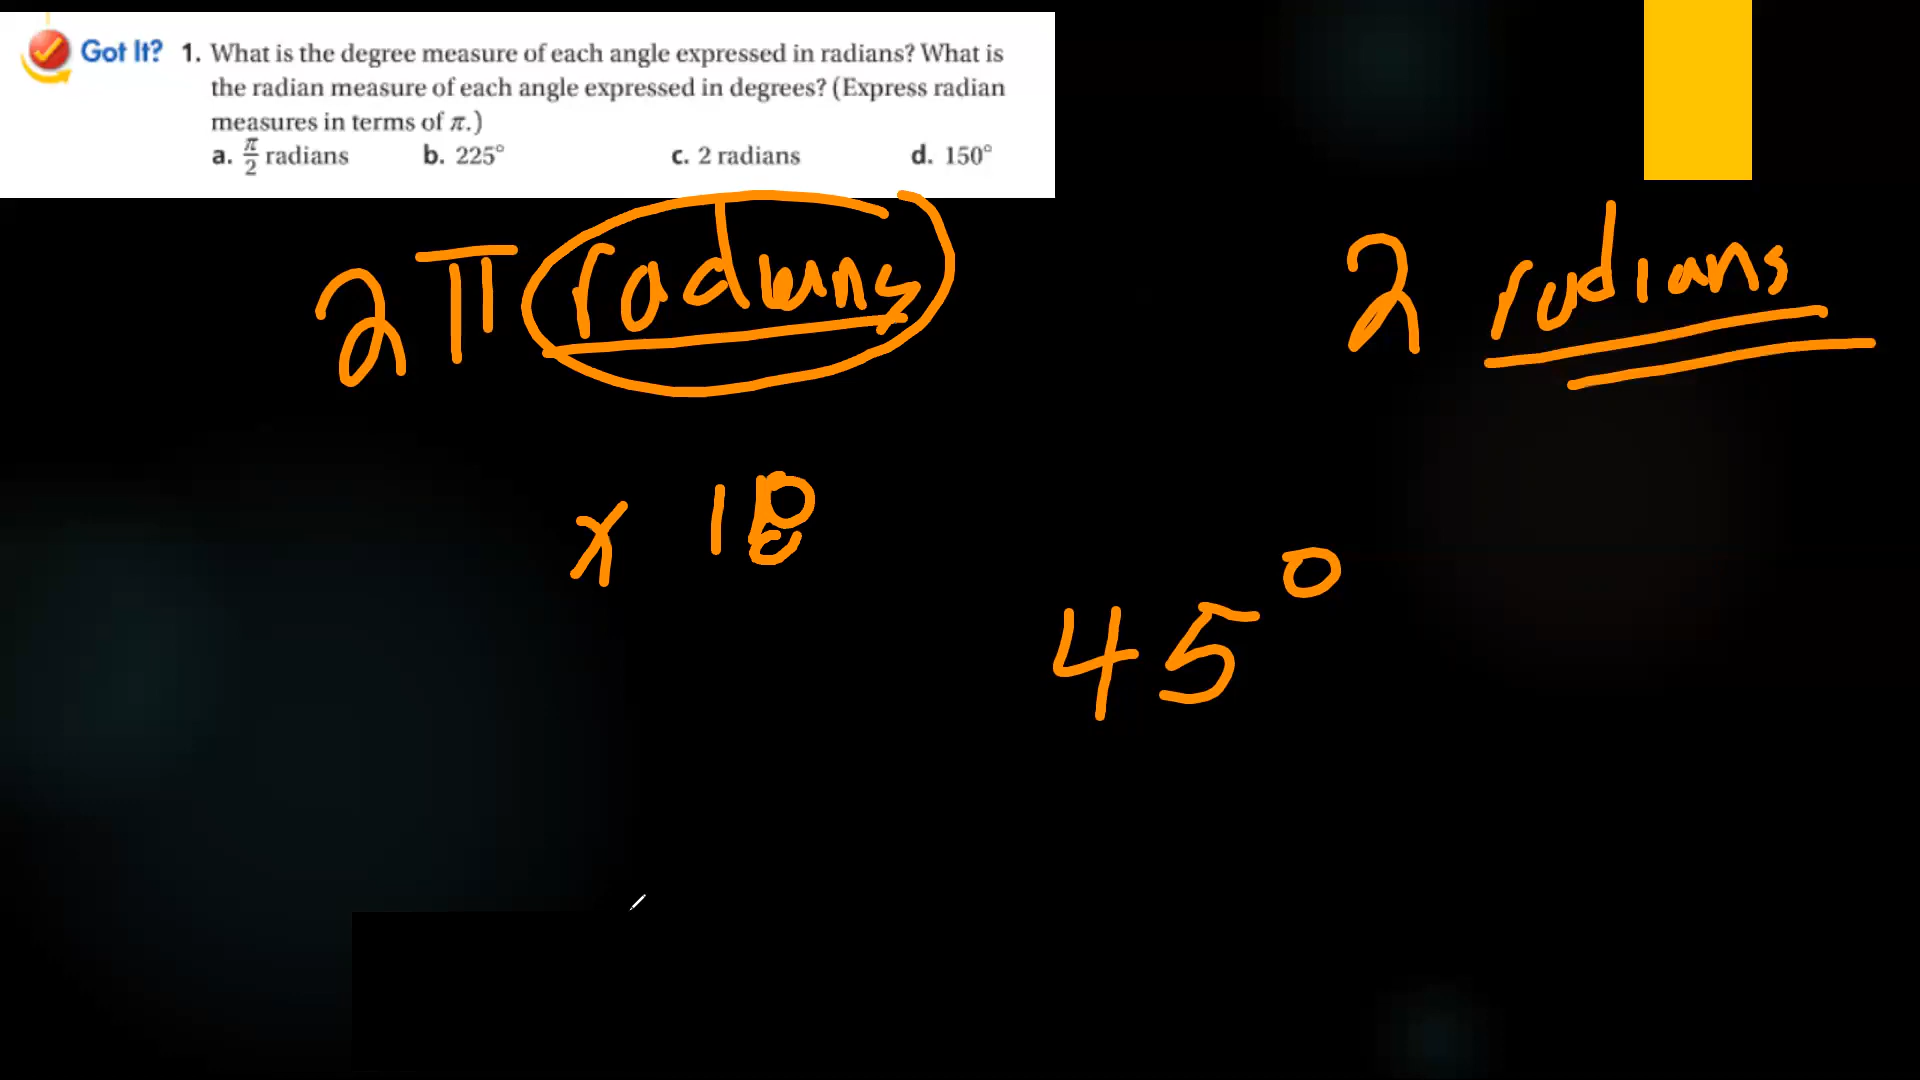 Got It? 1. What is the degree measure of each angle expressed in radians? What is
the radian measure of each angle expressed in degrees? (Express radian
measures in terms of π.)
a. π/2 radians b. 225° c. 2 radians d. 150°
2π radians 2 radians
x 18
45°